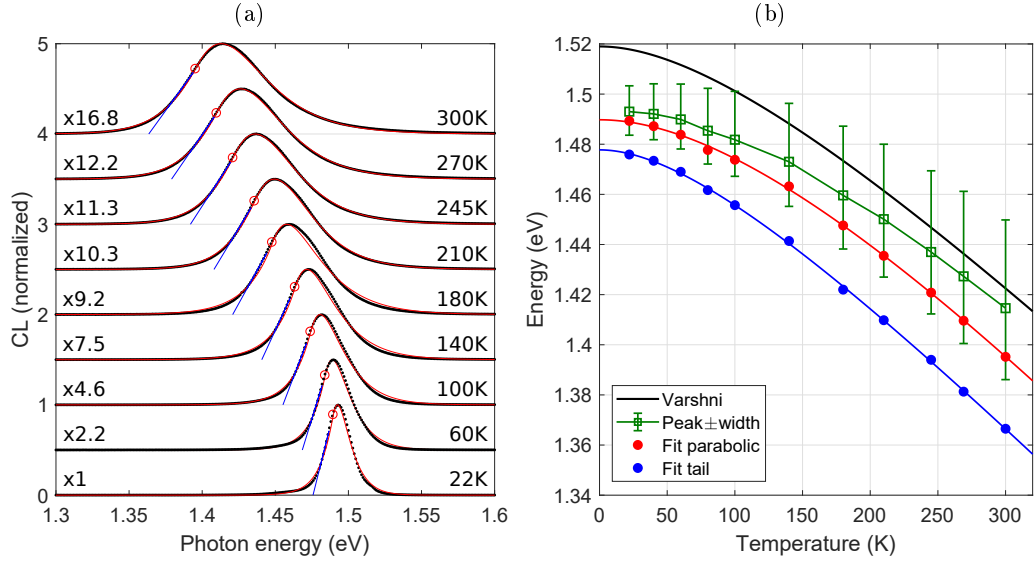 (a)
(b)
5
4
3
2
1
0
CL (normalized)
x16.8
300K
x12.2
270K
x11.3
245K
x10.3
210K
x9.2
180K
x7.5
140K
x4.6
100K
x2.2
60K
x1
22K
1.3
1.35
1.4
1.45
1.5
1.55
1.6
Photon energy (eV)
1.52
1.5
1.48
1.46
1.44
1.42
1.4
1.38
1.36
1.34
Energy (eV)
Varshni
Peak±width
Fit parabolic
Fit tail
0
50
100
150
200
250
300
Temperature (K)